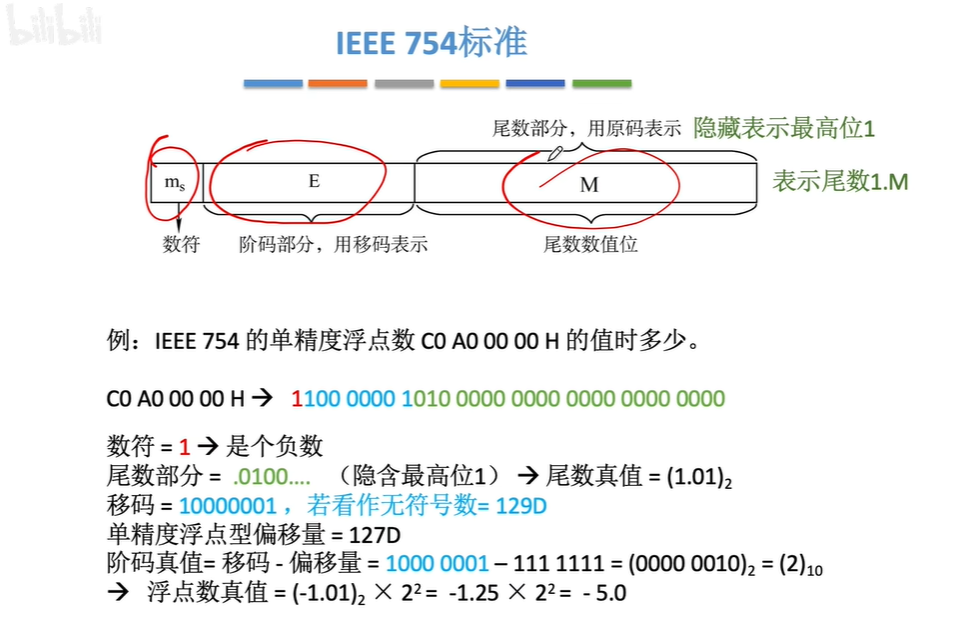 bilibili
IEEE 754标准
尾数部分，用原码表示 隐藏表示最高位1
mₛ E M 表示尾数1.M
数符 阶码部分，用移码表示 尾数数值位
例：IEEE 754 的单精度浮点数 C0 A0 00 00 H 的值时多少。
C0 A0 00 00 H → 1100 0000 1010 0000 0000 0000 0000 0000
数符 = 1 → 是个负数
尾数部分 = .0100.... （隐含最高位1）→ 尾数真值 = (1.01)₂
移码 = 10000001 ，若看作无符号数= 129D
单精度浮点型偏移量 = 127D
阶码真值= 移码 - 偏移量 = 1000 0001 – 111 1111 = (0000 0010)₂ = (2)₁₀
→ 浮点数真值 = (-1.01)₂ × 2² = -1.25 × 2² = - 5.0